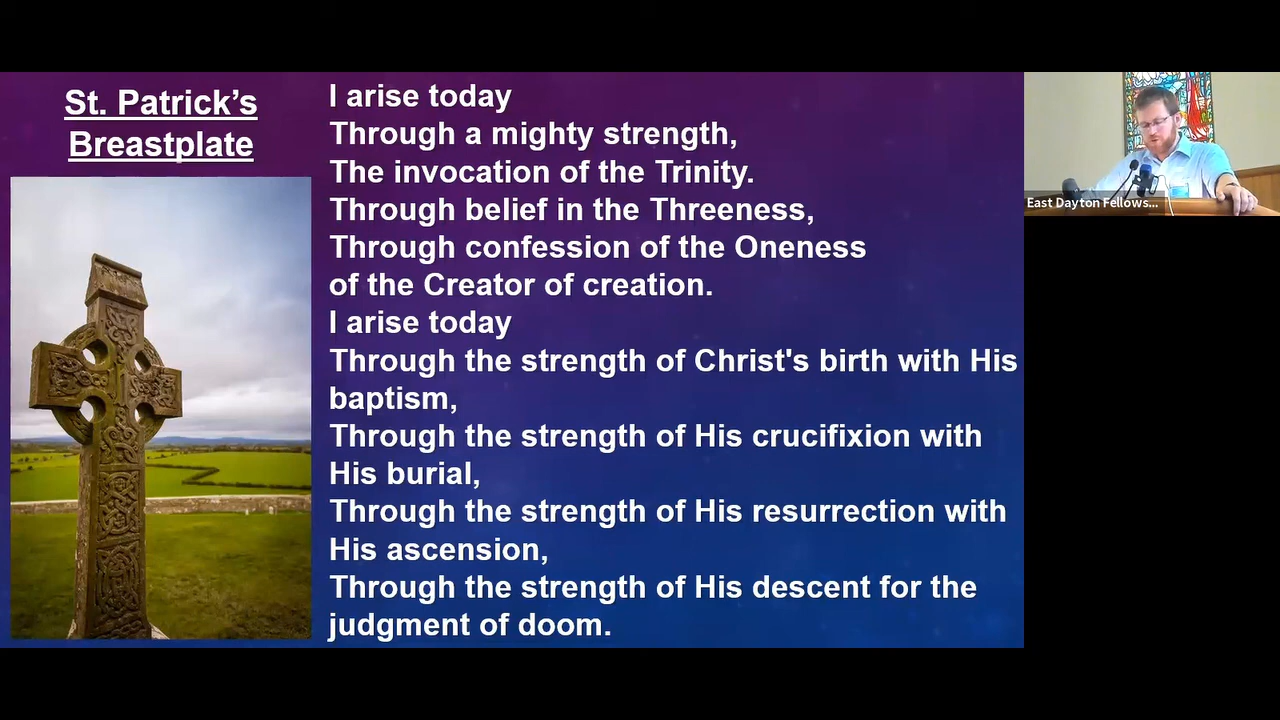 St. Patrick’s
Breastplate
I arise today
Through a mighty strength,
The invocation of the Trinity.
Through belief in the Threeness,
Through confession of the Oneness
of the Creator of creation.
I arise today
Through the strength of Christ's birth with His
baptism,
Through the strength of His crucifixion with
His burial,
Through the strength of His resurrection with
His ascension,
Through the strength of His descent for the
judgment of doom.
East Dayton Fellows...